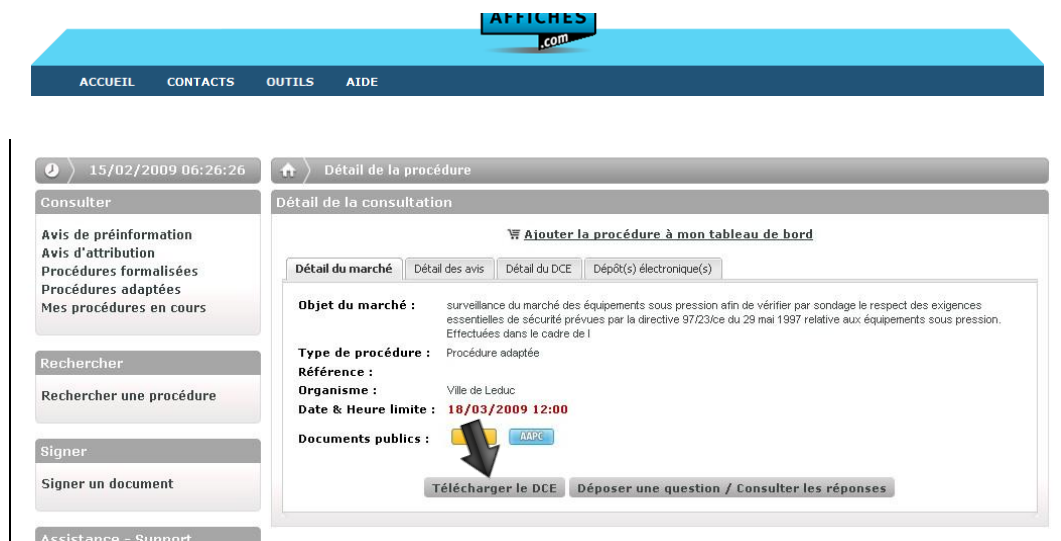 AFFICHES
.com
ACCUEIL CONTACTS OUTILS AIDE
15/02/2009 06:26:26
Détail de la procédure
Consulter
Avis de préinformation
Avis d'attribution
Procédures formalisées
Procédures adaptées
Mes procédures en cours
Rechercher
Rechercher une procédure
Signer
Signer un document
Assistance - Support
Détail de la consultation
Ajouter la procédure à mon tableau de bord
Détail du marché Détail des avis Détail du DCE Dépôt(s) électronique(s)
Objet du marché : surveillance du marché des équipements sous pression afin de vérifier par sondage le respect des exigences
essentielles de sécurité prévues par la directive 97/23/ce du 29 mai 1997 relative aux équipements sous pression.
Effectuées dans le cadre de l
Type de procédure : Procédure adaptée
Référence :
Organisme : Ville de Leduc
Date & Heure limite : 18/03/2009 12:00
Documents publics : AAPC
Télécharger le DCE Déposer une question / Consulter les réponses